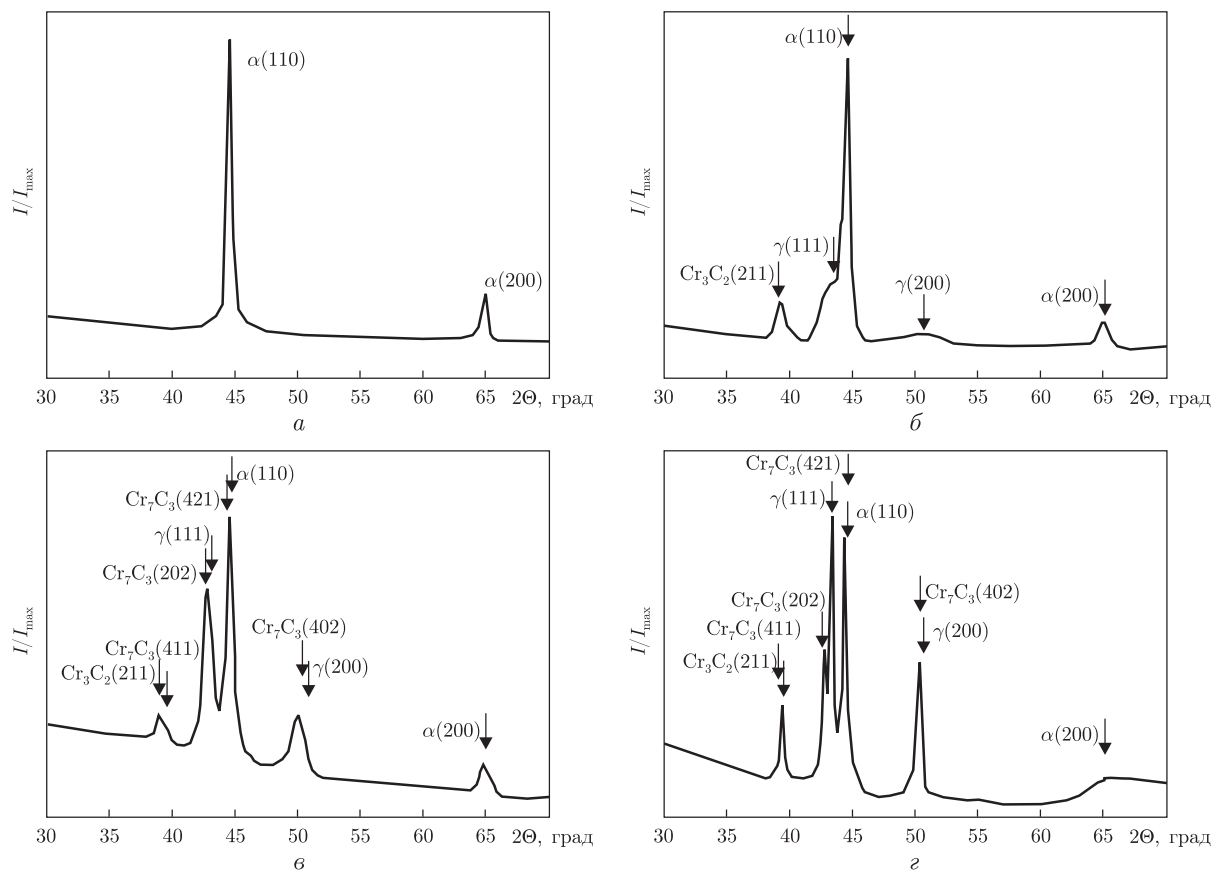 I/Imax
α(110)
α(200)
30 35 40 45 50 55 60 65 2Θ, град
а
I/Imax
α(110)
γ(111)
Cr3C2(211)
γ(200)
α(200)
30 35 40 45 50 55 60 65 2Θ, град
б
I/Imax
α(110)
Cr7C3(421)
γ(111)
Cr7C3(202)
Cr7C3(402)
Cr7C3(411)
γ(200)
Cr3C2(211)
α(200)
30 35 40 45 50 55 60 65 2Θ, град
в
I/Imax
Cr7C3(421)
γ(111)
α(110)
Cr7C3(402)
Cr7C3(202)
Cr7C3(411)
γ(200)
Cr3C2(211)
α(200)
30 35 40 45 50 55 60 65 2Θ, град
г